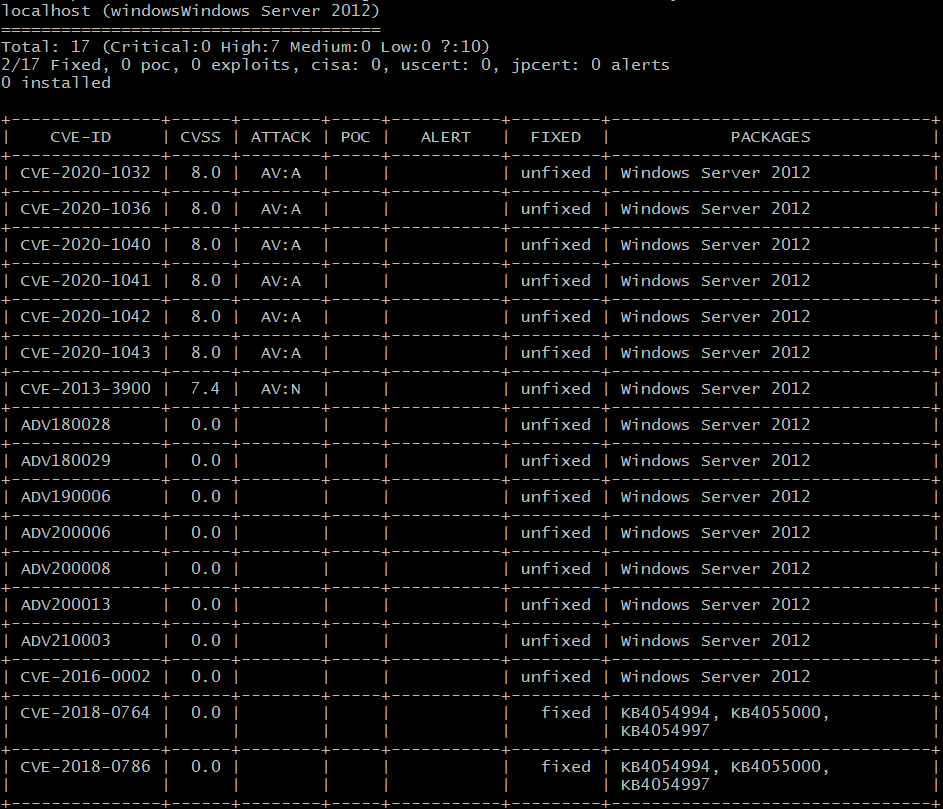 localhost (windowsWindows Server 2012)
======================================
Total: 17 (Critical:0 High:7 Medium:0 Low:0 ?:10)
2/17 Fixed, 0 poc, 0 exploits, cisa: 0, uscert: 0, jpcert: 0 alerts
0 installed
| CVE-ID | CVSS | ATTACK | POC | ALERT | FIXED | PACKAGES |
| CVE-2020-1032 | 8.0 | AV:A | | | unfixed | Windows Server 2012 |
| CVE-2020-1036 | 8.0 | AV:A | | | unfixed | Windows Server 2012 |
| CVE-2020-1040 | 8.0 | AV:A | | | unfixed | Windows Server 2012 |
| CVE-2020-1041 | 8.0 | AV:A | | | unfixed | Windows Server 2012 |
| CVE-2020-1042 | 8.0 | AV:A | | | unfixed | Windows Server 2012 |
| CVE-2020-1043 | 8.0 | AV:A | | | unfixed | Windows Server 2012 |
| CVE-2013-3900 | 7.4 | AV:N | | | unfixed | Windows Server 2012 |
| ADV180028 | 0.0 | | | | unfixed | Windows Server 2012 |
| ADV180029 | 0.0 | | | | unfixed | Windows Server 2012 |
| ADV190006 | 0.0 | | | | unfixed | Windows Server 2012 |
| ADV200006 | 0.0 | | | | unfixed | Windows Server 2012 |
| ADV200008 | 0.0 | | | | unfixed | Windows Server 2012 |
| ADV200013 | 0.0 | | | | unfixed | Windows Server 2012 |
| ADV210003 | 0.0 | | | | unfixed | Windows Server 2012 |
| CVE-2016-0002 | 0.0 | | | | unfixed | Windows Server 2012 |
| CVE-2018-0764 | 0.0 | | | | fixed | KB4054994, KB4055000, |
| | | | | | | KB4054997 |
| CVE-2018-0786 | 0.0 | | | | fixed | KB4054994, KB4055000, |
| | | | | | | KB4054997 |